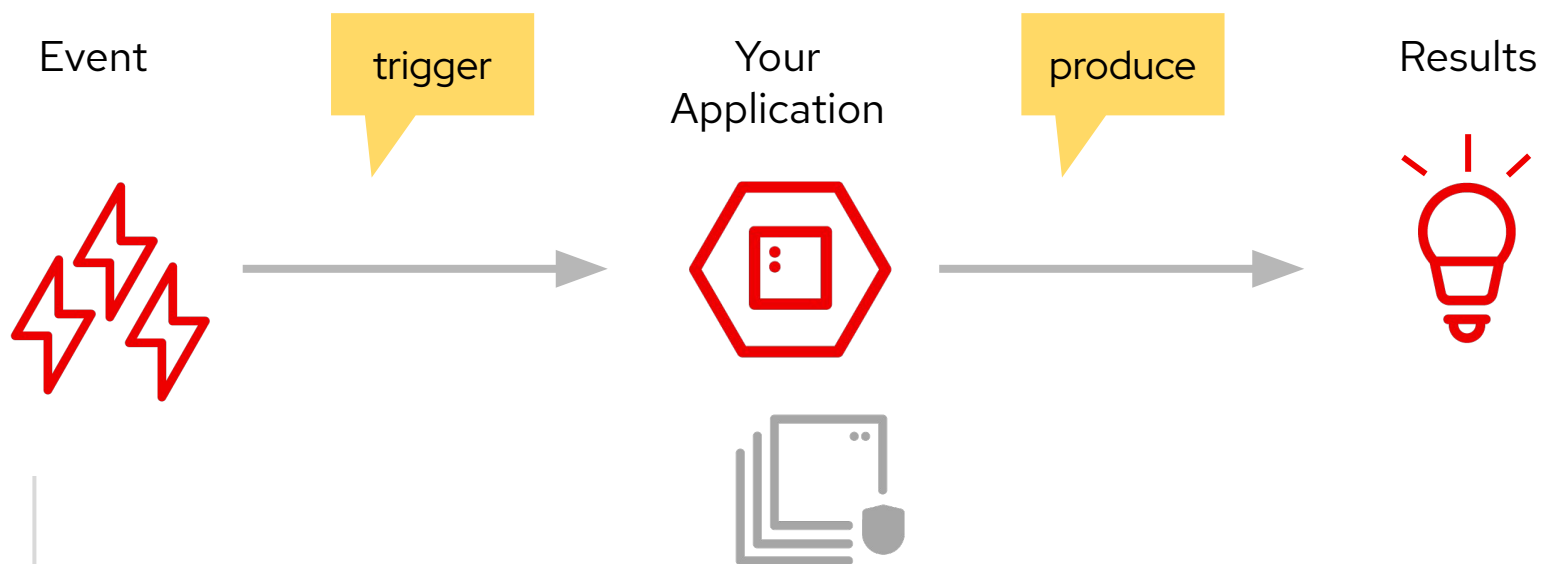 Event
trigger
Your
Application
produce
Results